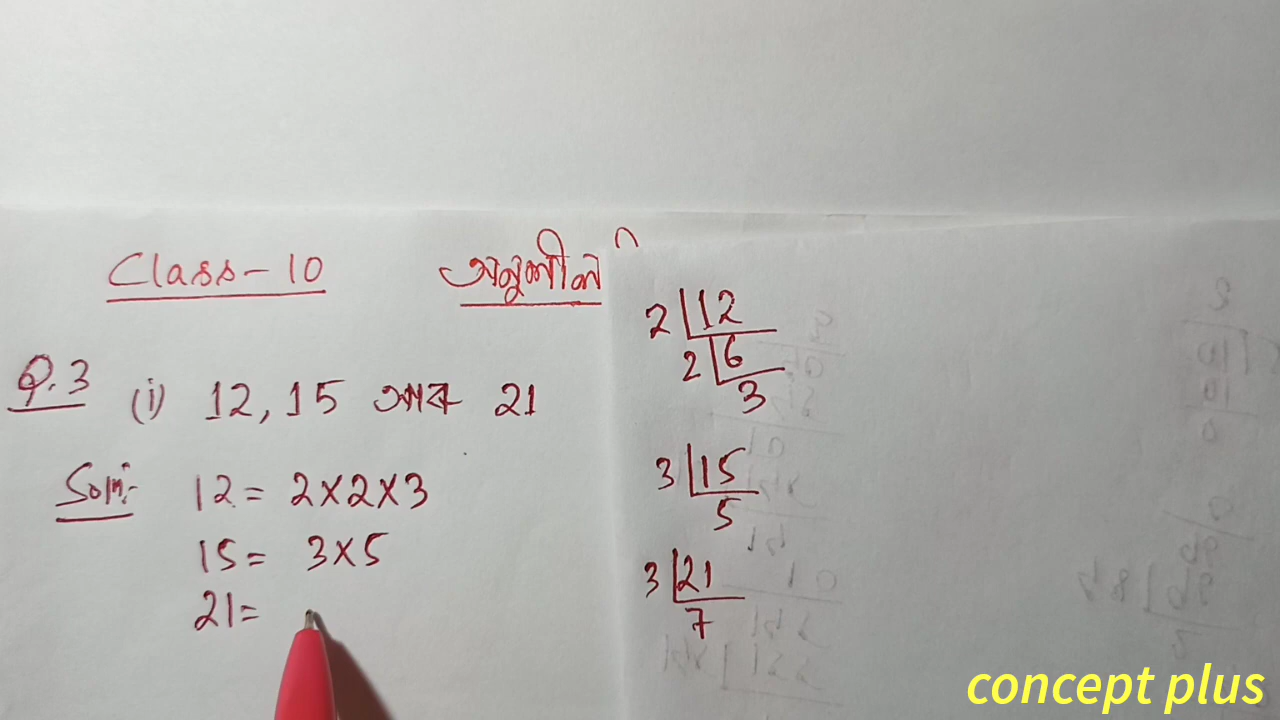 Class-10 অনুশীলন
Q.3 (i) 12, 15 আৰু 21
Soln:- 12 = 2×2×3
15 = 3×5
21 =
2 12
2 6
3
3 15
5
3 21
7
concept plus